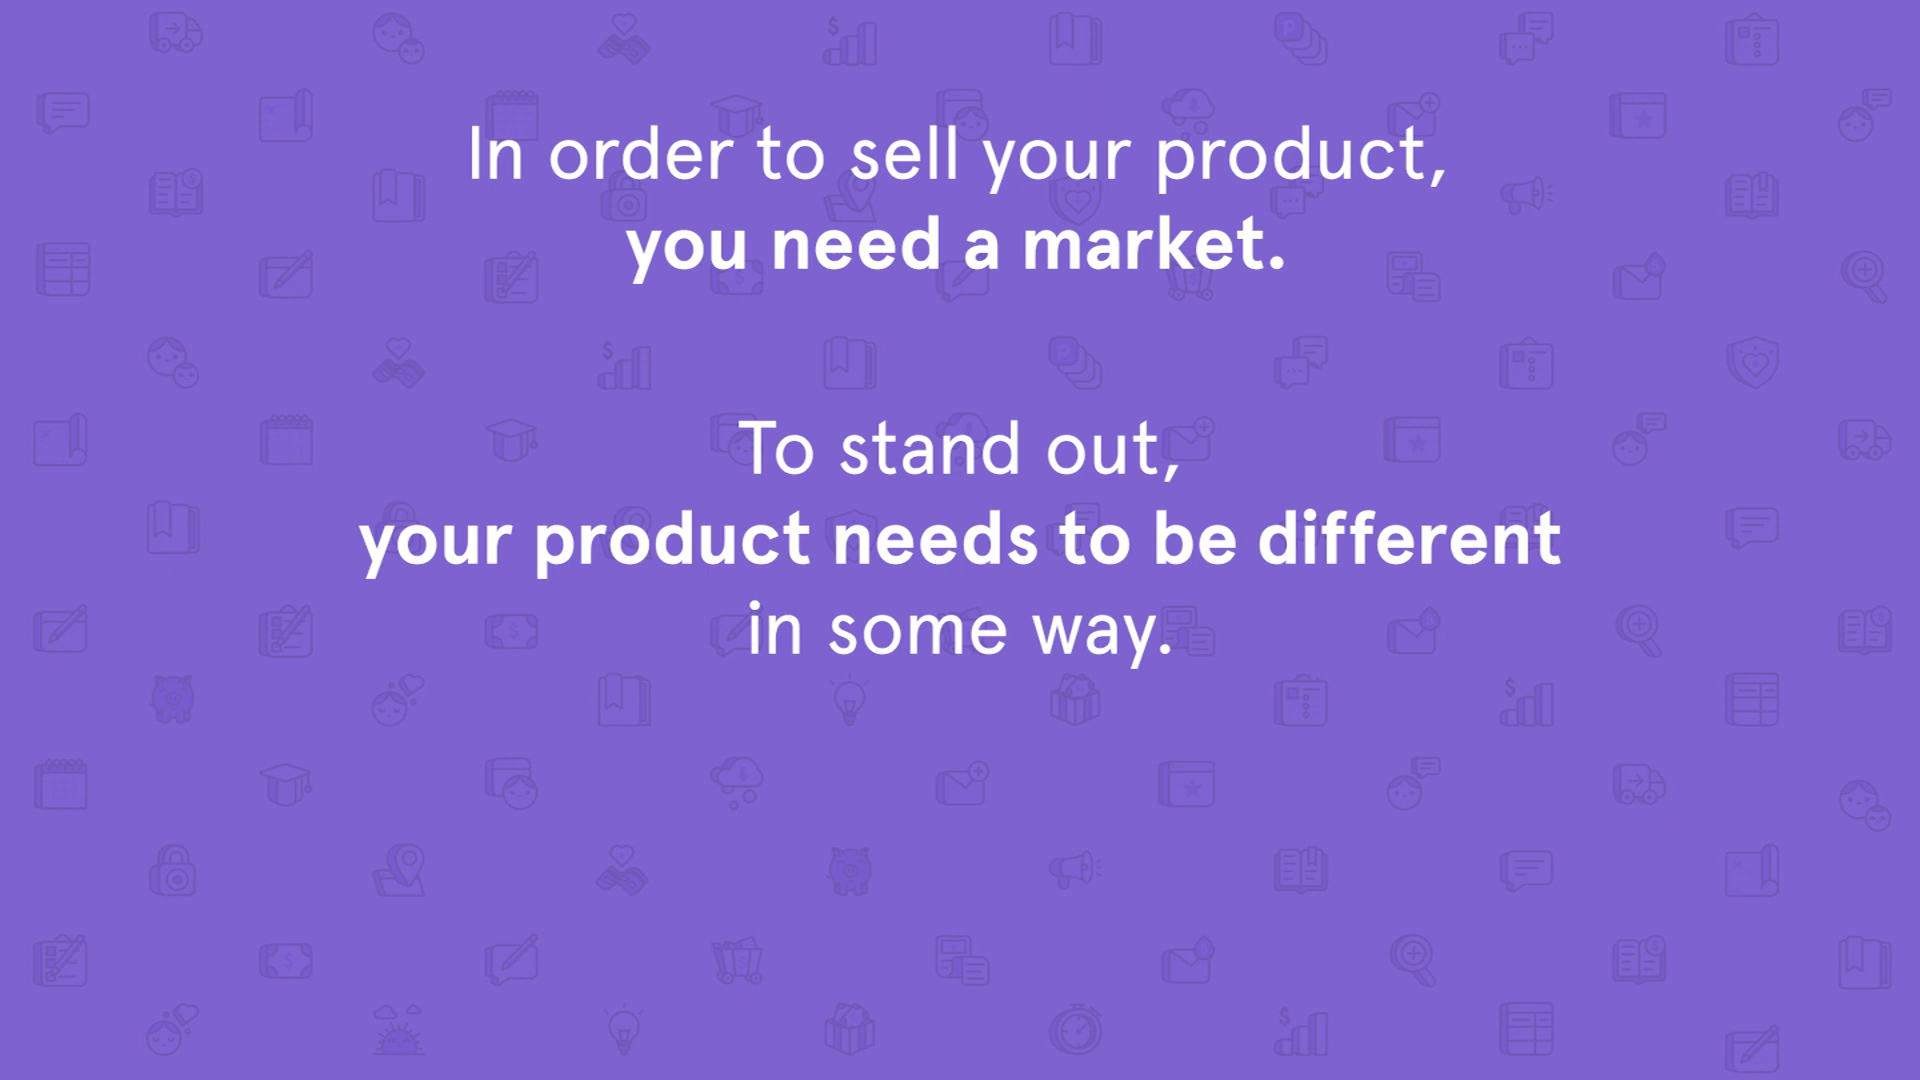 In order to sell your product,
you need a market.
To stand out,
your product needs to be different
in some way.